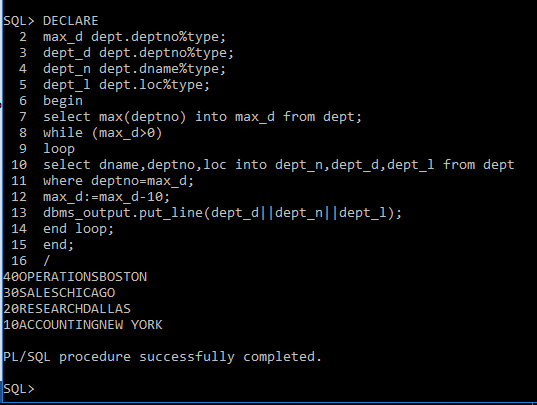 SQL> DECLARE
2 max_d dept.deptno%type;
3 dept_d dept.deptno%type;
4 dept_n dept.dname%type;
5 dept_l dept.loc%type;
6 begin
7 select max(deptno) into max_d from dept;
8 while (max_d>0)
9 loop
10 select dname,deptno,loc into dept_n,dept_d,dept_l from dept
11 where deptno=max_d;
12 max_d:=max_d-10;
13 dbms_output.put_line(dept_d||dept_n||dept_l);
14 end loop;
15 end;
16 /
40OPERATIONSBOSTON
30SALESCHICAGO
20RESEARCHDALLAS
10ACCOUNTINGNEW YORK
PL/SQL procedure successfully completed.
SQL>